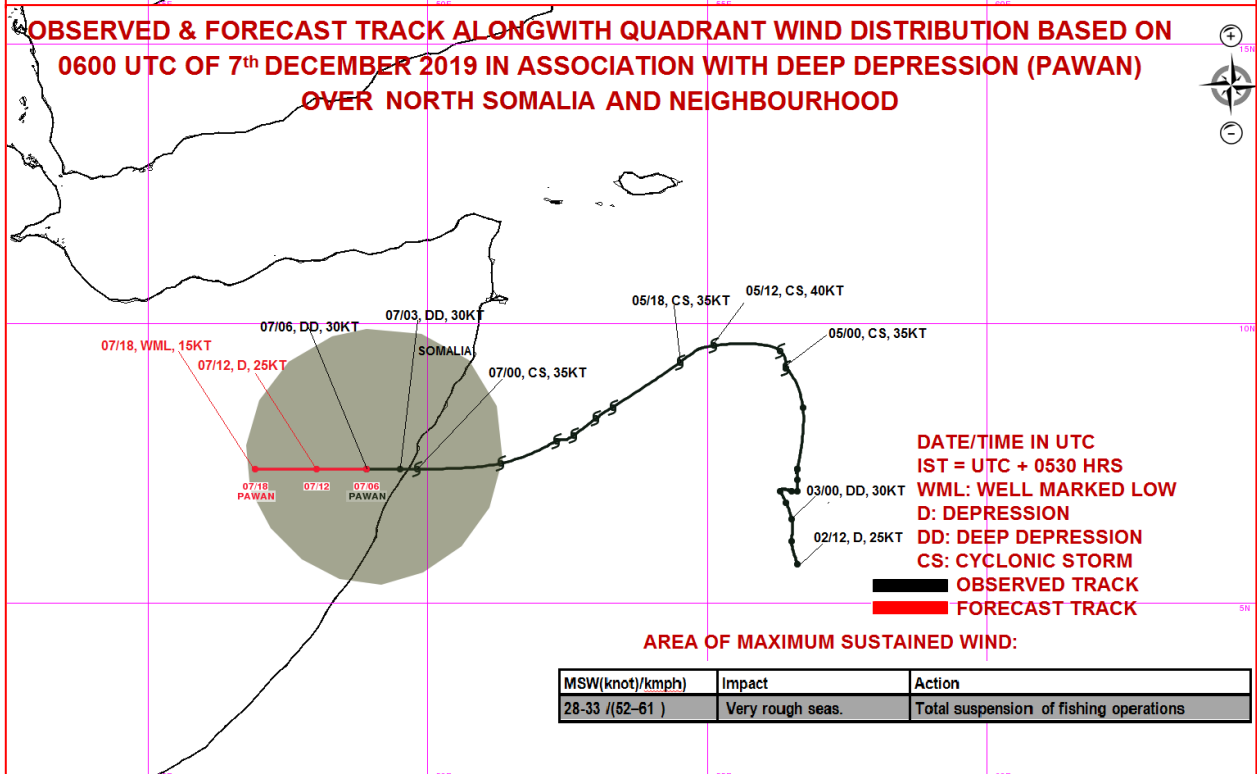 OBSERVED & FORECAST TRACK ALONGWITH QUADRANT WIND DISTRIBUTION BASED ON
0600 UTC OF 7th DECEMBER 2019 IN ASSOCIATION WITH DEEP DEPRESSION (PAWAN)
OVER NORTH SOMALIA AND NEIGHBOURHOOD
15N
05/12, CS, 40KT
05/18, CS, 35KT
07/03, DD, 30KT
07/06, DD, 30KT
10N
05/00, CS, 35KT
07/18, WML, 15KT
SOMALIA
07/12, D, 25KT
07/00, CS, 35KT
07/18
PAWAN
07/12
07/06
PAWAN
03/00, DD, 30KT
02/12, D, 25KT
DATE/TIME IN UTC
IST = UTC + 0530 HRS
WML: WELL MARKED LOW
D: DEPRESSION
DD: DEEP DEPRESSION
CS: CYCLONIC STORM
OBSERVED TRACK
FORECAST TRACK
5N
AREA OF MAXIMUM SUSTAINED WIND:
MSW(knot)/kmph) Impact Action
28-33 /(52–61 ) Very rough seas. Total suspension of fishing operations